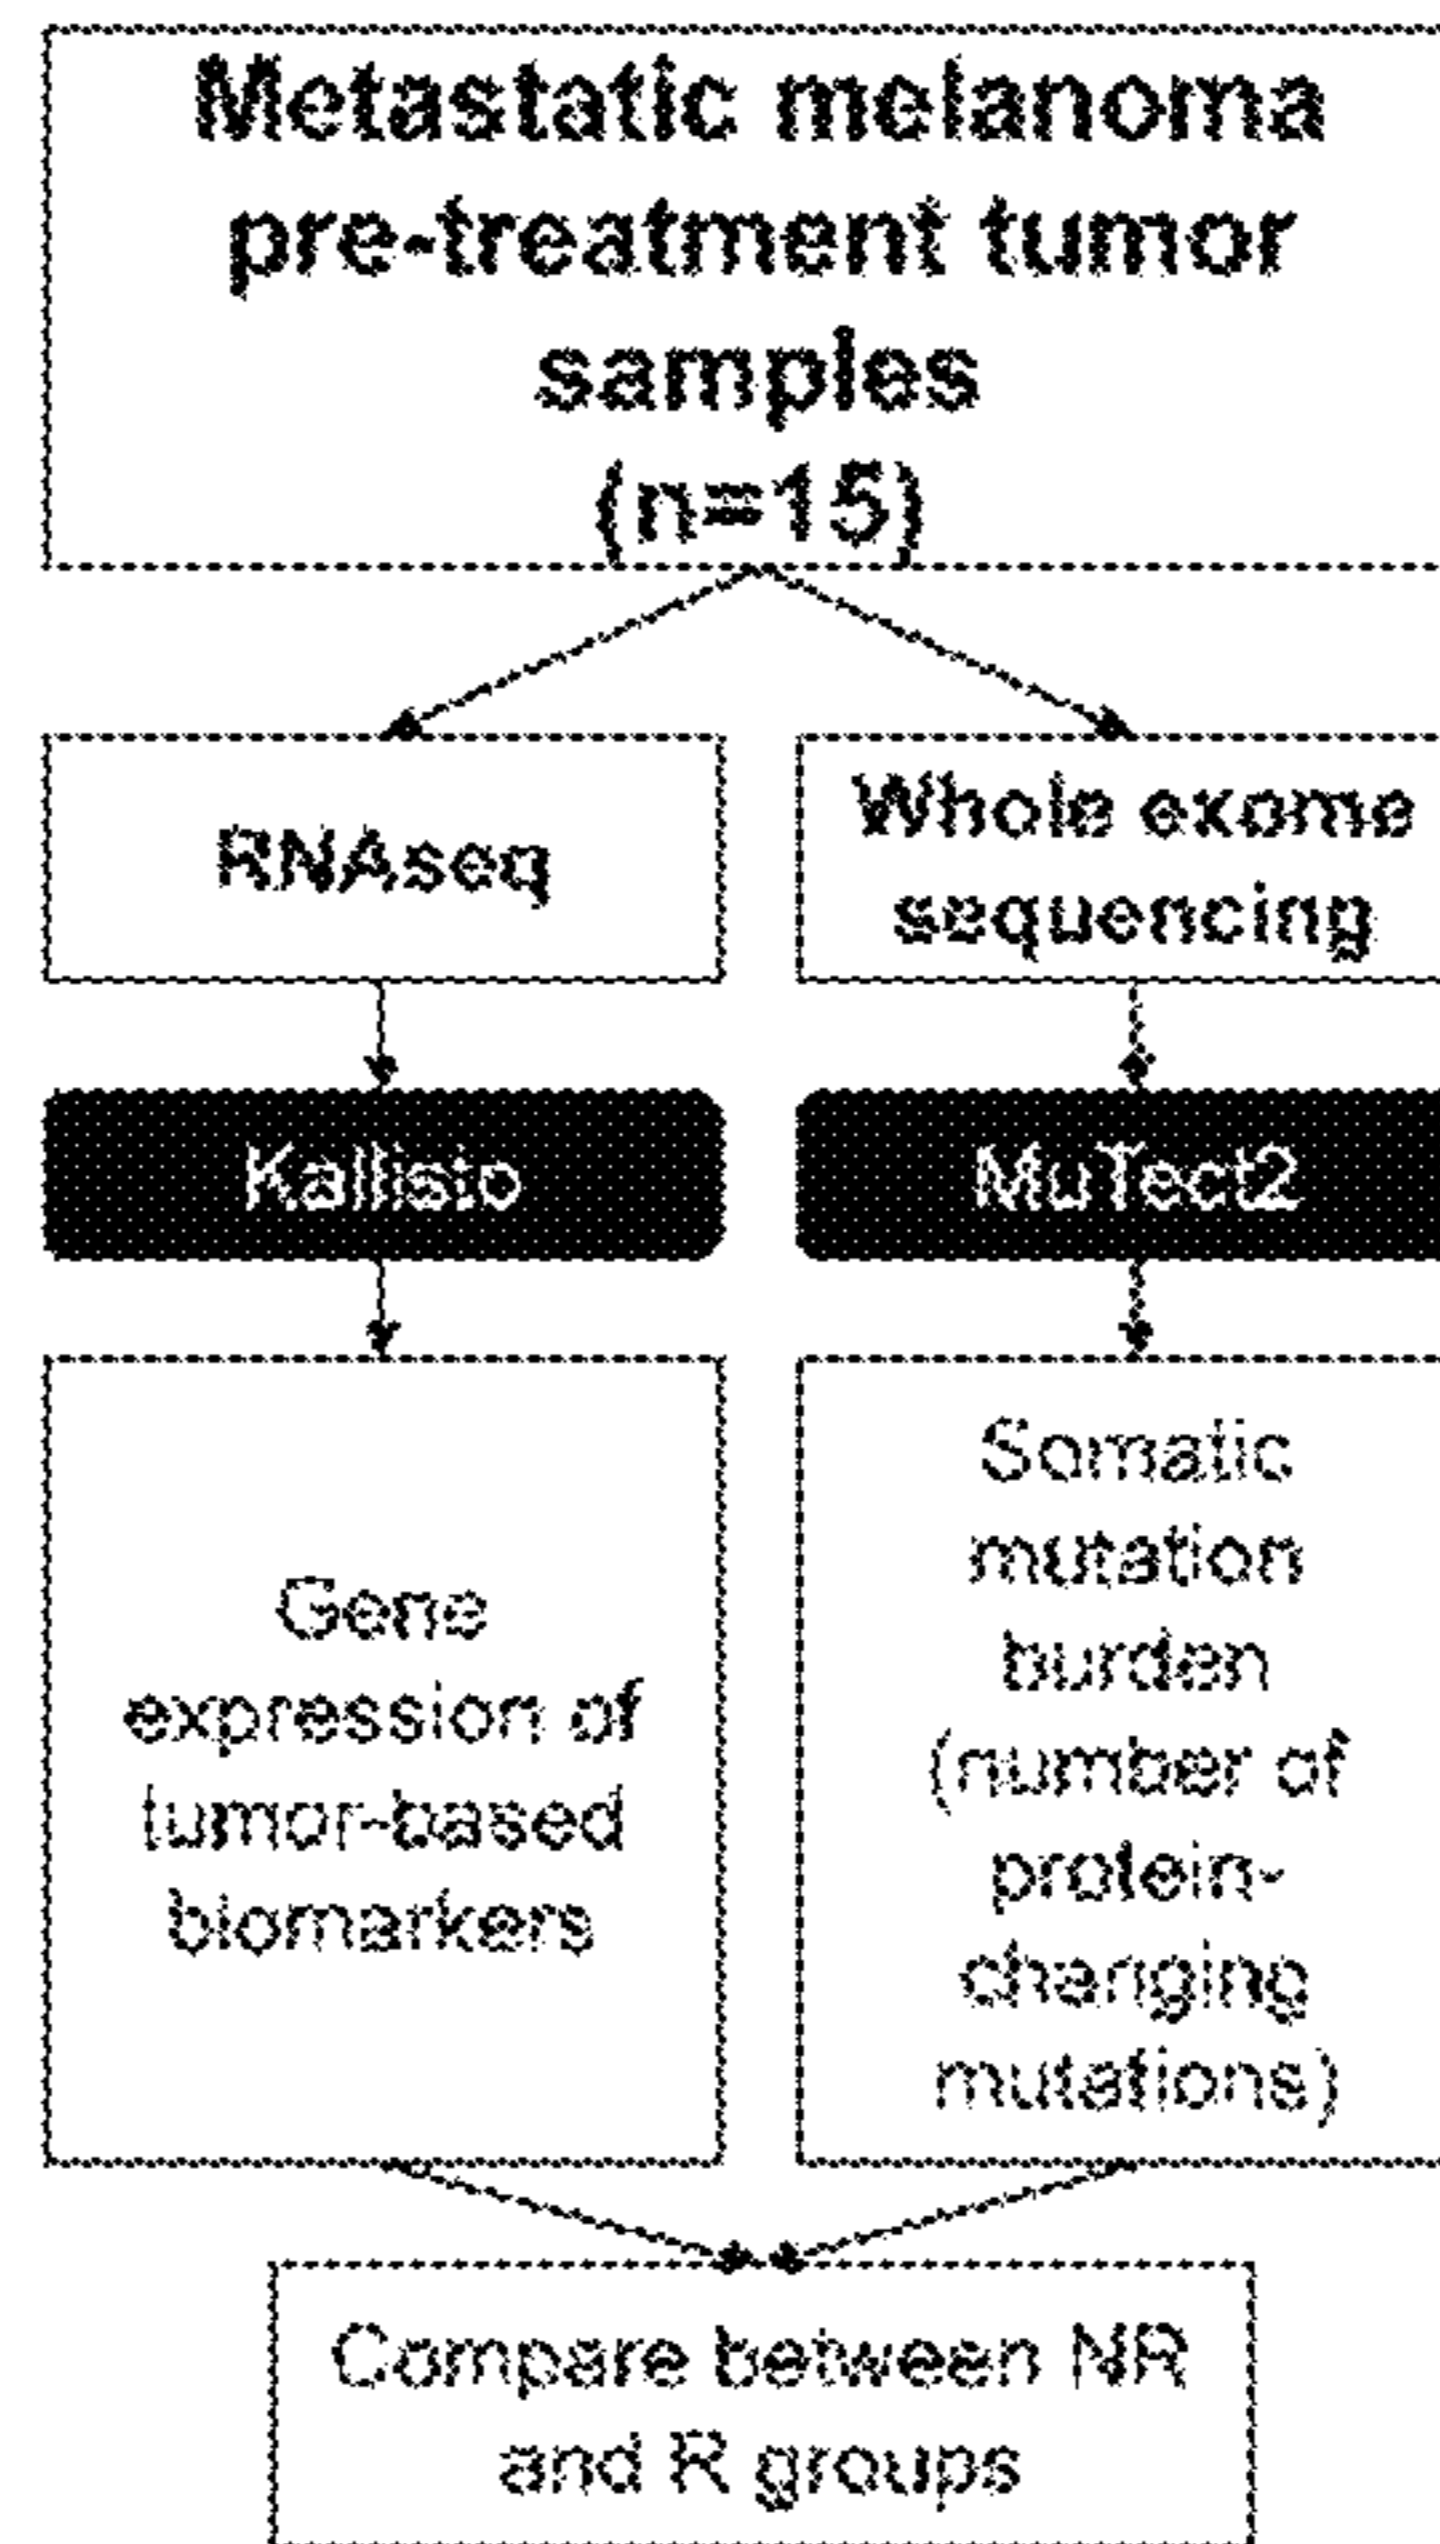 Metastatic melanoma
pre-treatment tumor
samples
(n=15)
RNAseq
Whole exome
sequencing
Kallisto
MuTect2
Gene
expression of
tumor-based
biomarkers
Somatic
mutation
burden
(number of
protein-
changing
mutations)
Compare between NR
and R groups